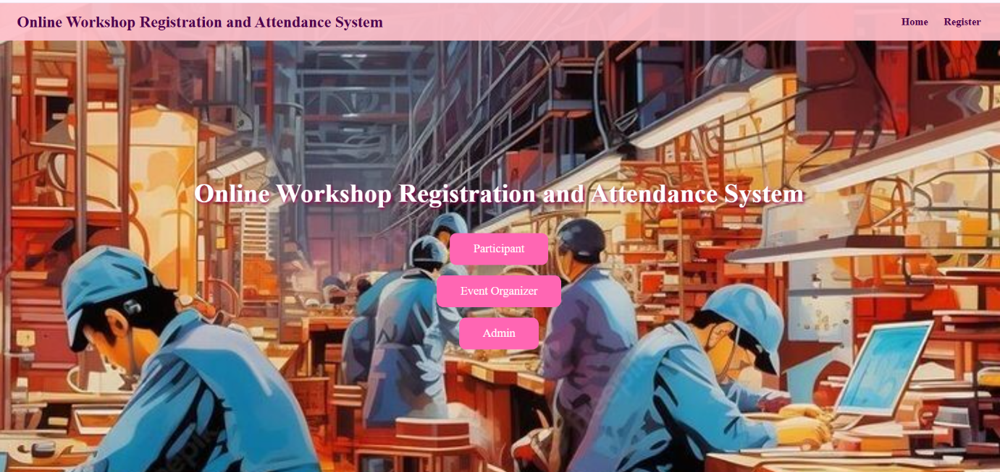 Online Workshop Registration and Attendance System
Home Register
Online Workshop Registration and Attendance System
Participant
Event Organizer
Admin